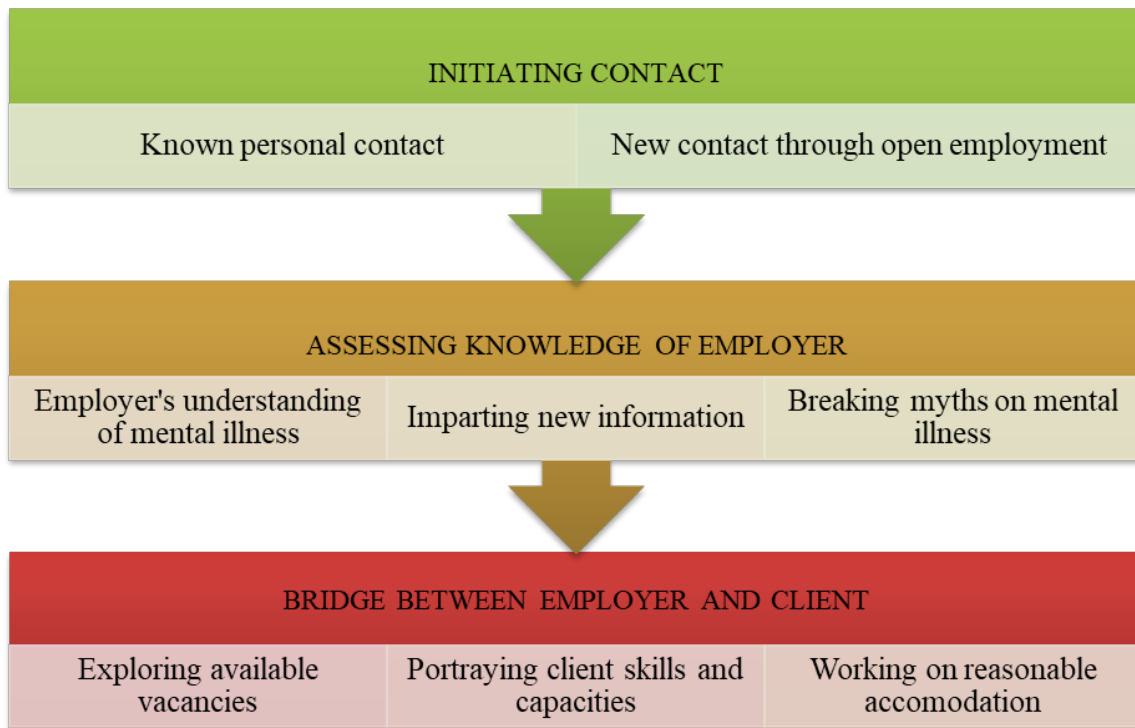 INITIATING CONTACT
Known personal contact
New contact through open employment
ASSESSING KNOWLEDGE OF EMPLOYER
Employer's understanding
of mental illness
Imparting new information
Breaking myths on mental
illness
BRIDGE BETWEEN EMPLOYER AND CLIENT
Exploring available
vacancies
Portraying client skills and
capacities
Working on reasonable
accomodation